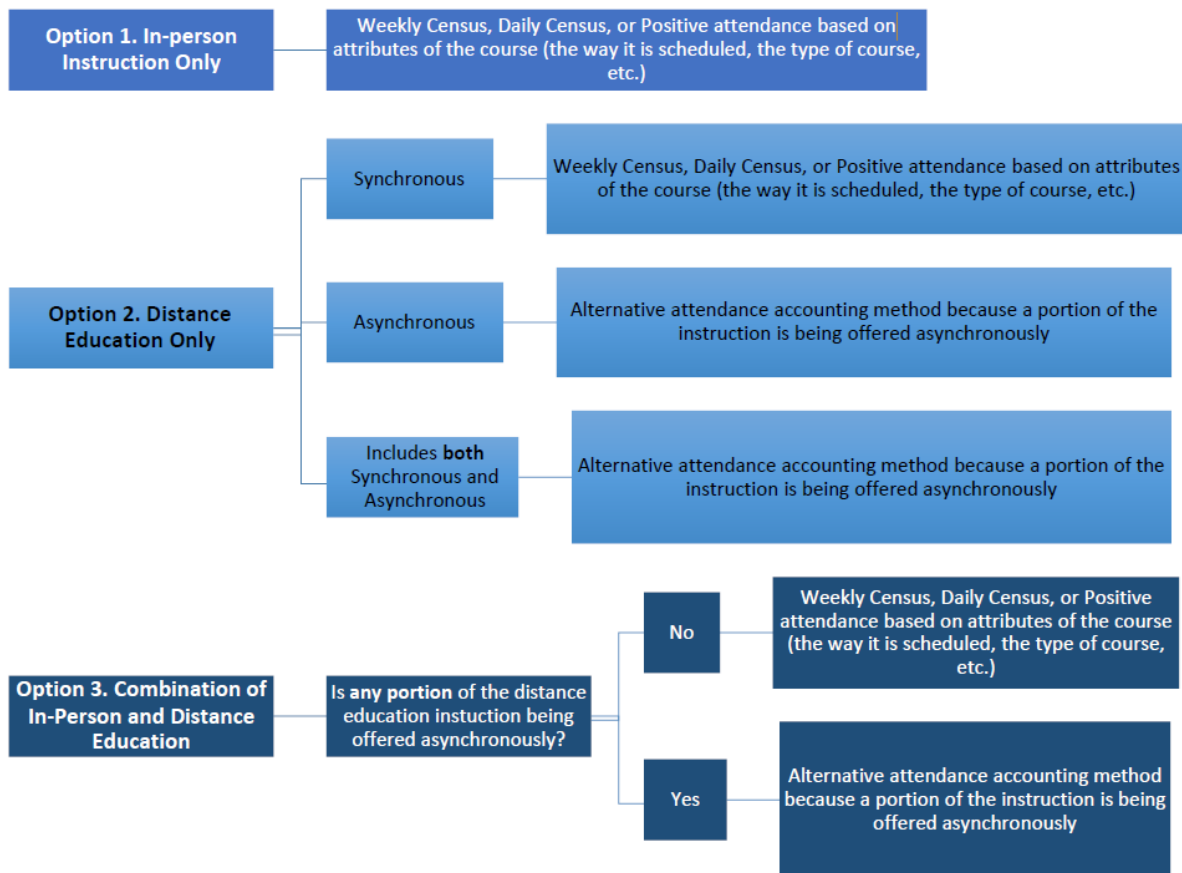 Option 1. In-person
Instruction Only
Weekly Census, Daily Census, or Positive attendance based on
attributes of the course (the way it is scheduled, the type of course,
etc.)
Synchronous
Weekly Census, Daily Census, or Positive attendance based on attributes
of the course (the way it is scheduled, the type of course, etc.)
Option 2. Distance
Education Only
Asynchronous
Alternative attendance accounting method because a portion of the
instruction is being offered asynchronously
Includes both
Synchronous and
Asynchronous
Alternative attendance accounting method because a portion of the
instruction is being offered asynchronously
Option 3. Combination of
In-Person and Distance
Education
Is any portion of the distance
education instuction being
offered asynchronously?
No
Weekly Census, Daily Census, or Positive
attendance based on attributes of the course
(the way it is scheduled, the type of course,
etc.)
Yes
Alternative attendance accounting method
because a portion of the instruction is being
offered asynchronously